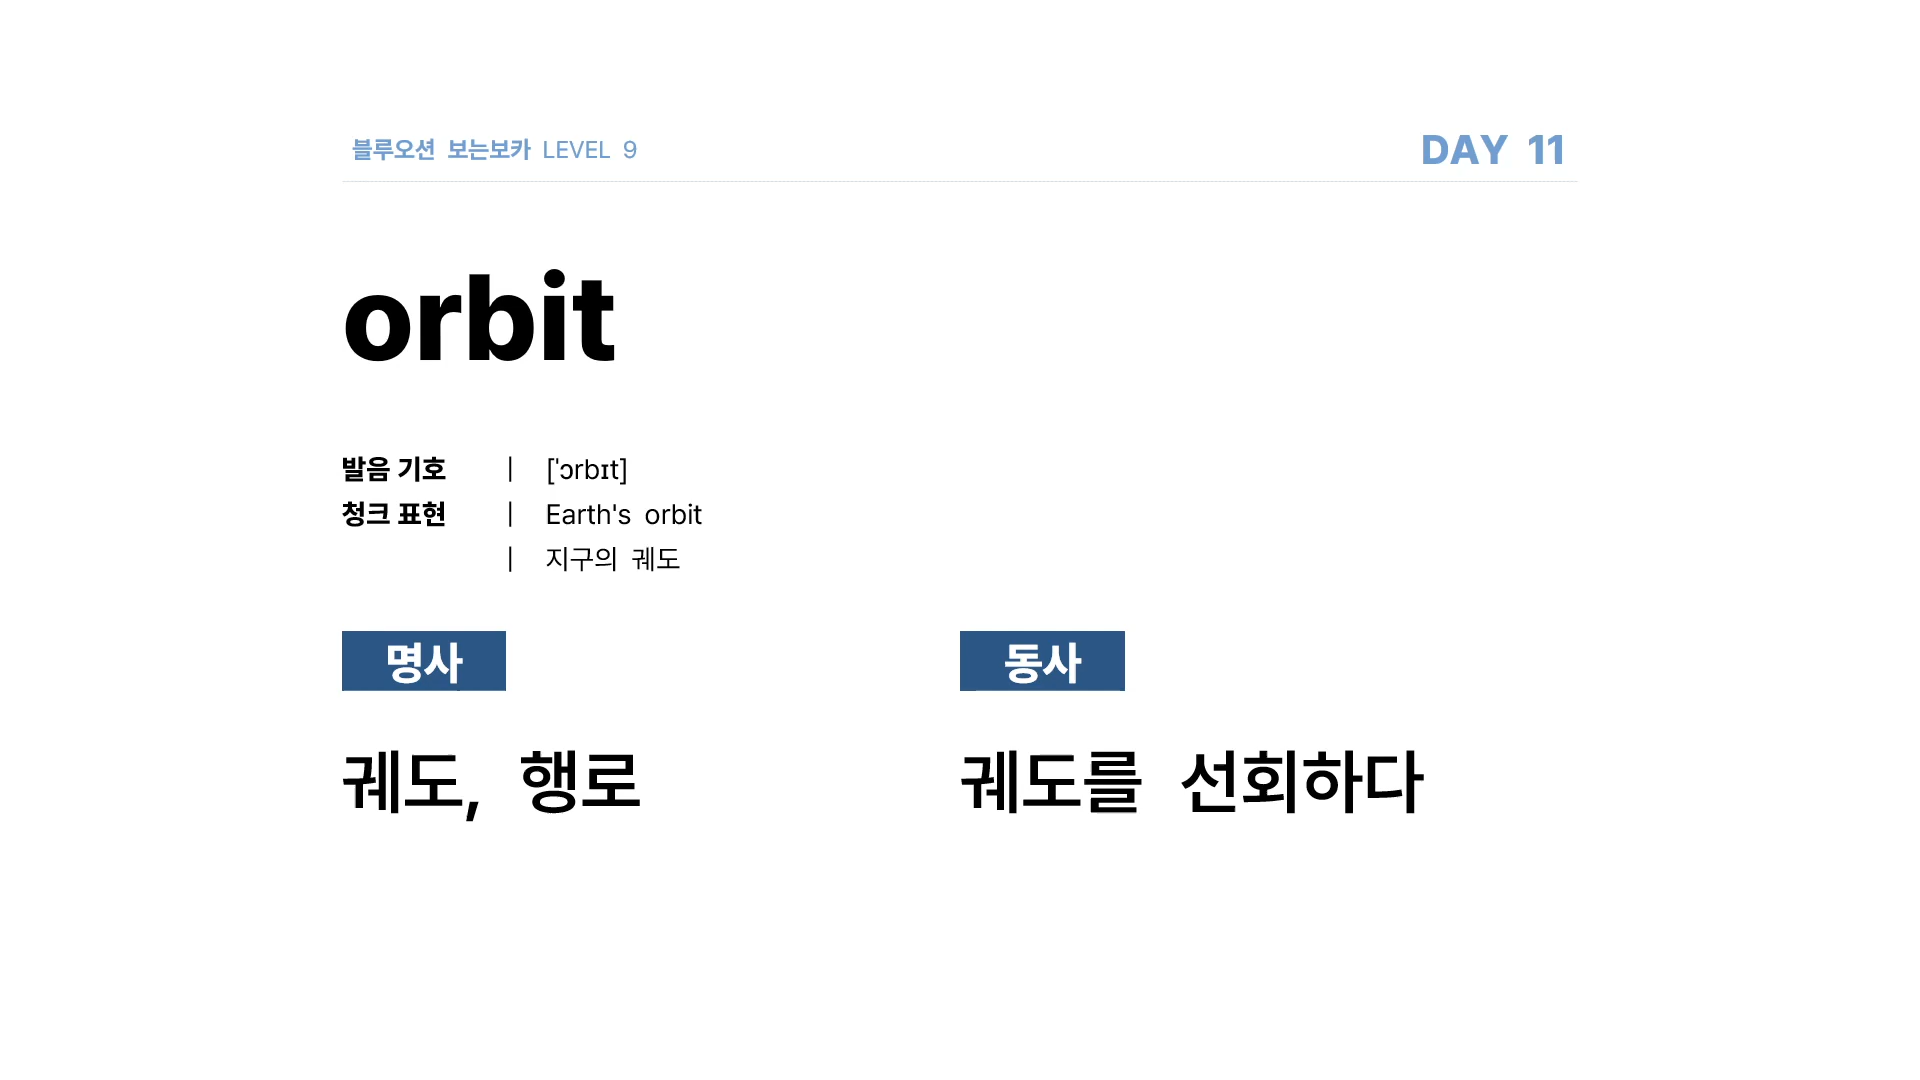 블루오션 보는보카 LEVEL 9
DAY 11
orbit
발음 기호 | [ˈɔrbɪt]
청크 표현 | Earth's orbit
| 지구의 궤도
명사
동사
궤도, 행로
궤도를 선회하다